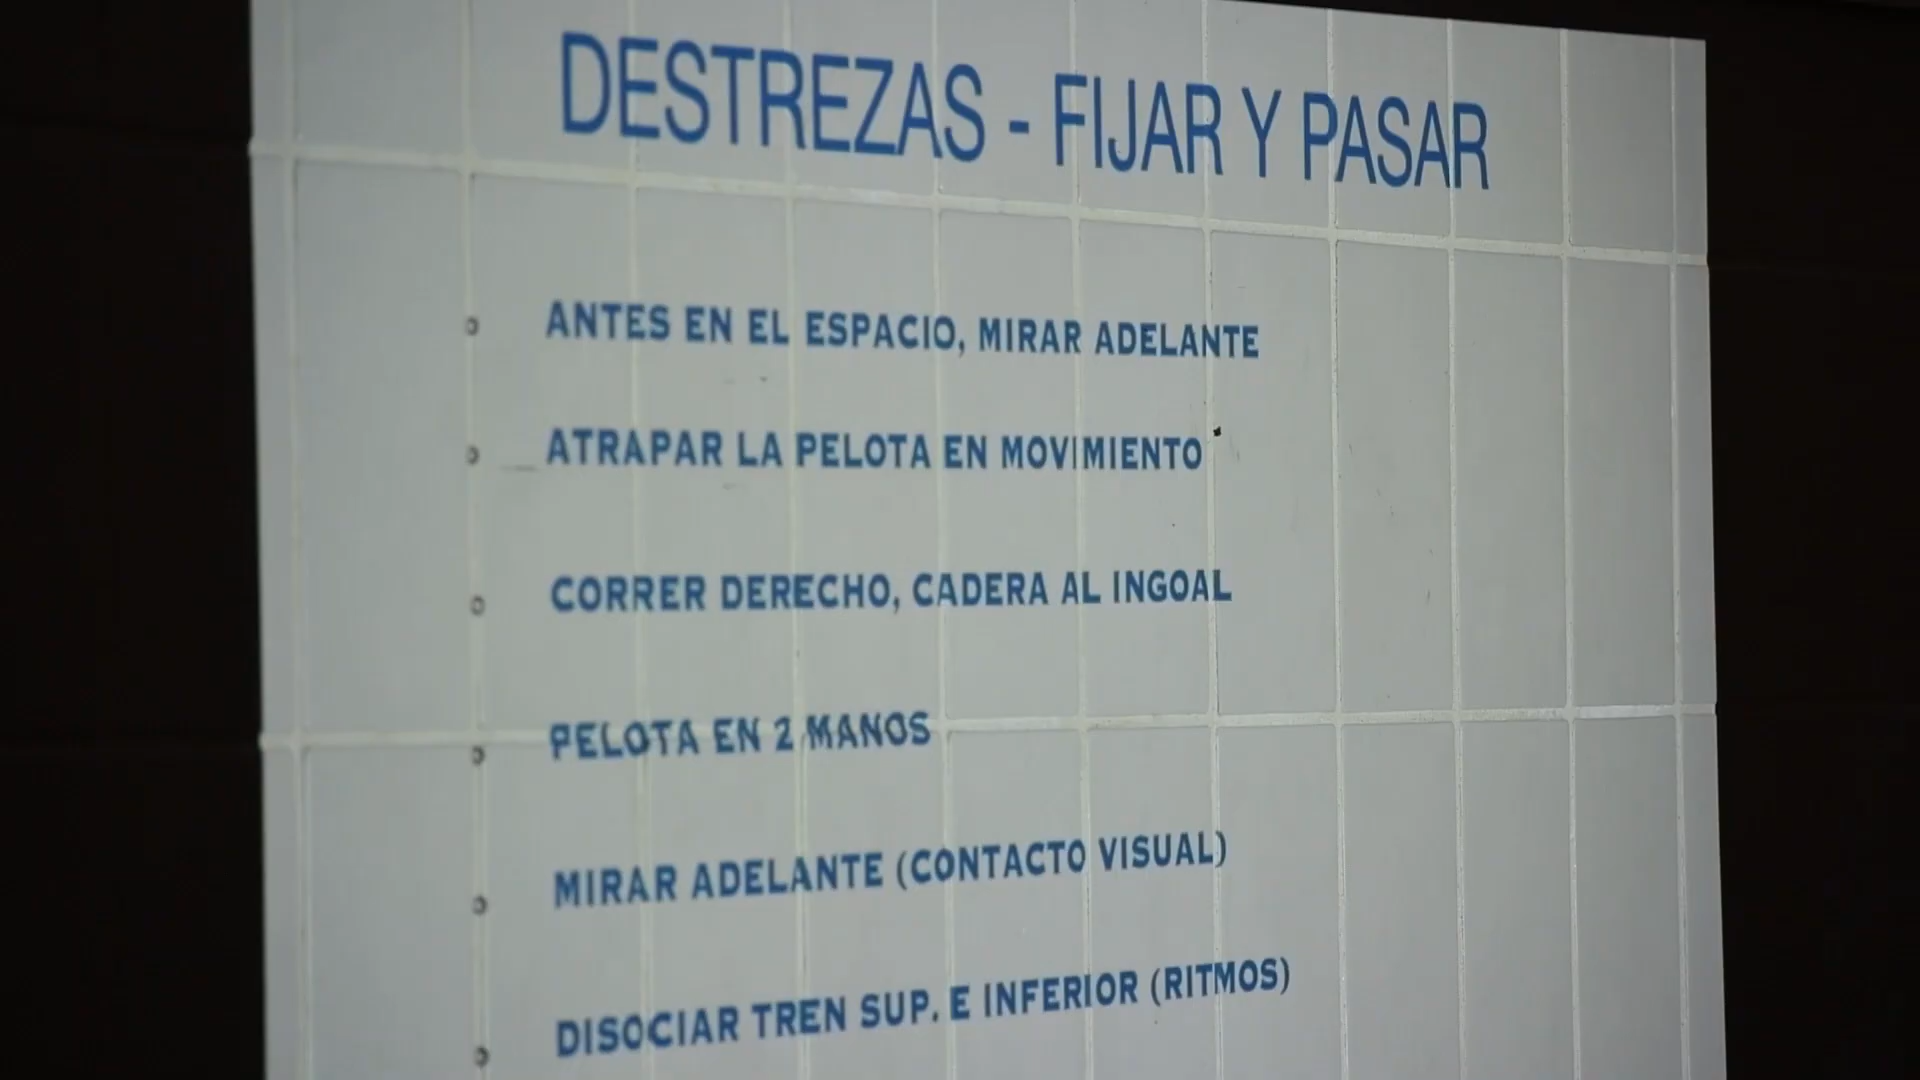 DESTREZAS - FIJAR Y PASAR
ANTES EN EL ESPACIO, MIRAR ADELANTE
ATRAPAR LA PELOTA EN MOVIMIENTO
CORRER DERECHO, CADERA AL INGOAL
PELOTA EN 2 MANOS
MIRAR ADELANTE (CONTACTO VISUAL)
DISOCIAR TREN SUP. E INFERIOR (RITMOS)